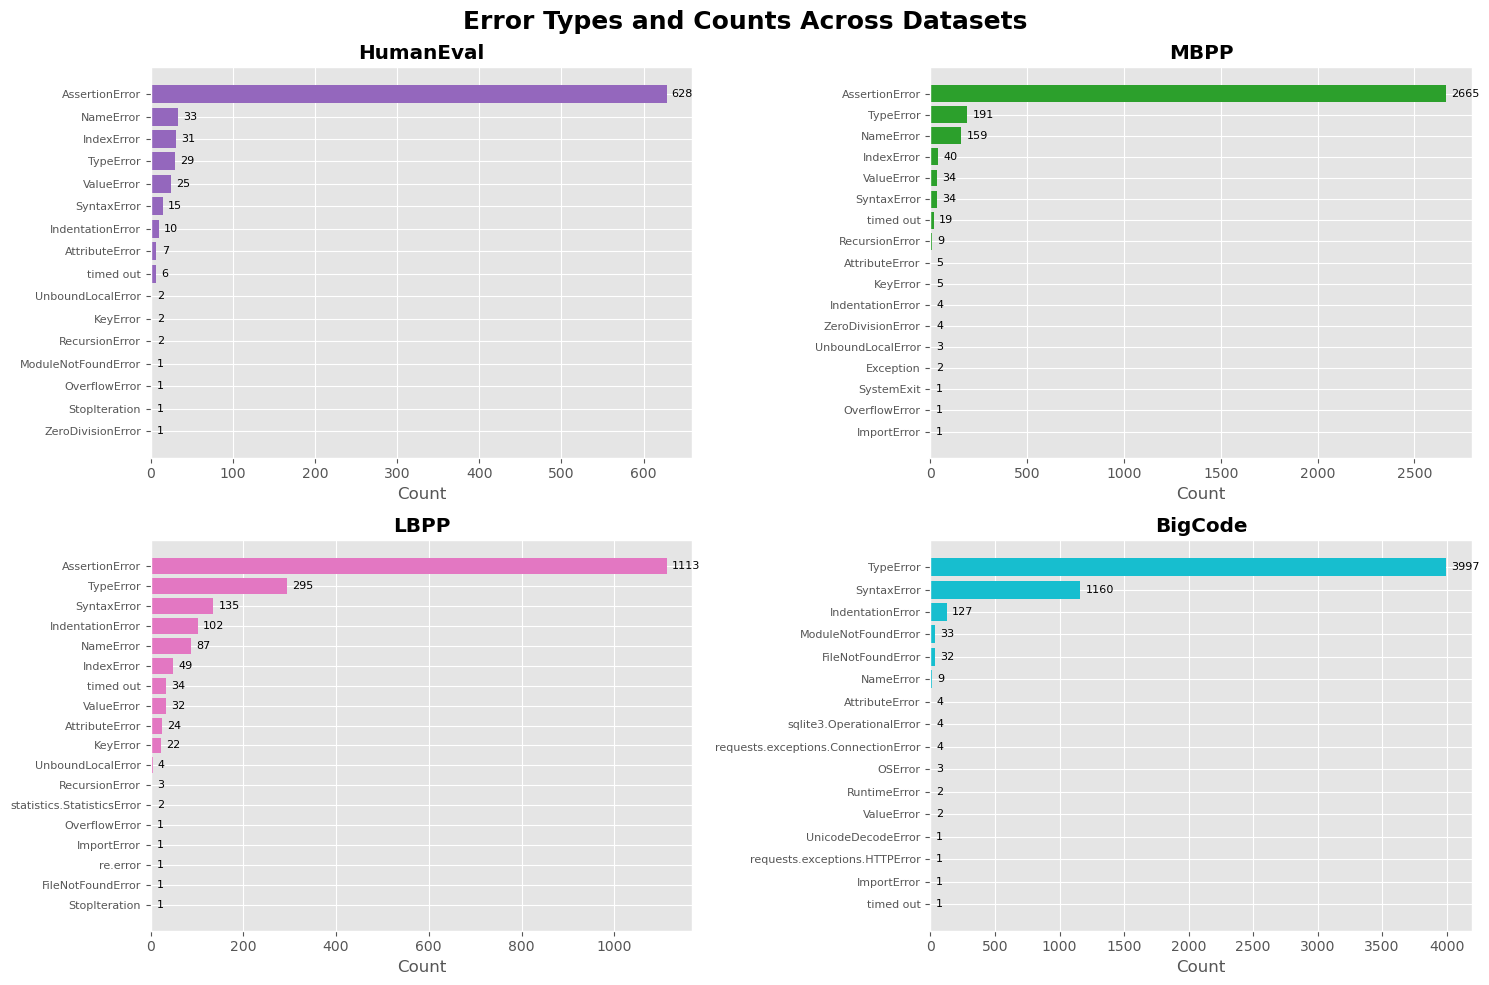 Error Types and Counts Across Datasets
HumanEval
AssertionError 628
NameError 33
IndexError 31
TypeError 29
ValueError 25
SyntaxError 15
IndentationError 10
AttributeError 7
timed out 6
UnboundLocalError 2
KeyError 2
RecursionError 2
ModuleNotFoundError 1
OverflowError 1
StopIteration 1
ZeroDivisionError 1
0 100 200 300 400 500 600
Count
MBPP
AssertionError 2665
TypeError 191
NameError 159
IndexError 40
ValueError 34
SyntaxError 34
timed out 19
RecursionError 9
AttributeError 5
KeyError 5
IndentationError 4
ZeroDivisionError 4
UnboundLocalError 3
Exception 2
SystemExit 1
OverflowError 1
ImportError 1
0 500 1000 1500 2000 2500
Count
LBPP
AssertionError 1113
TypeError 295
SyntaxError 135
IndentationError 102
NameError 87
IndexError 49
timed out 34
ValueError 32
AttributeError 24
KeyError 22
UnboundLocalError 4
RecursionError 3
statistics.StatisticsError 2
OverflowError 1
ImportError 1
re.error 1
FileNotFoundError 1
StopIteration 1
0 200 400 600 800 1000
Count
BigCode
TypeError 3997
SyntaxError 1160
IndentationError 127
ModuleNotFoundError 33
FileNotFoundError 32
NameError 9
AttributeError 4
sqlite3.OperationalError 4
requests.exceptions.ConnectionError 4
OSError 3
RuntimeError 2
ValueError 2
UnicodeDecodeError 1
requests.exceptions.HTTPError 1
ImportError 1
timed out 1
0 500 1000 1500 2000 2500 3000 3500 4000
Count